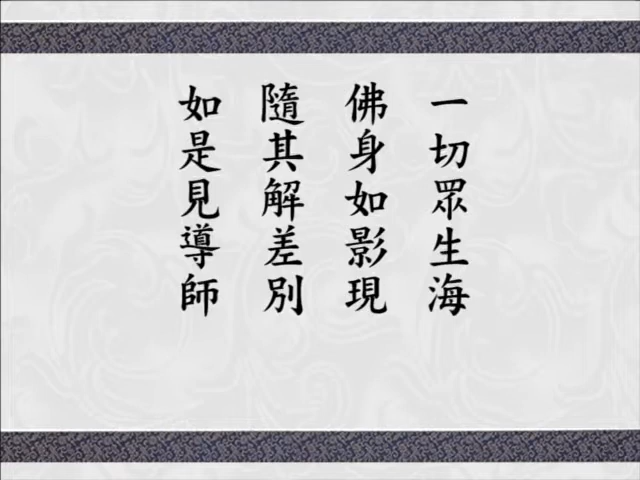 一切眾生海
佛身如影現
隨其解差別
如是見導師